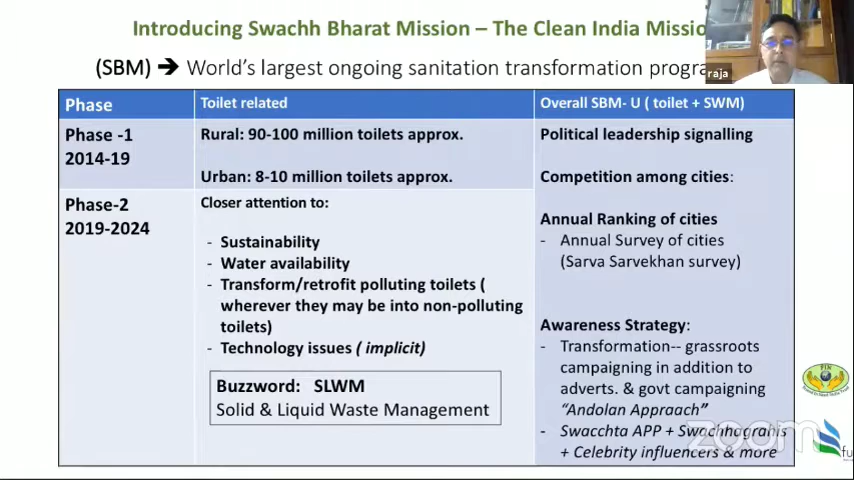 Introducing Swachh Bharat Mission – The Clean India Missio
(SBM) ➔ World's largest ongoing sanitation transformation progra
raja
Phase
Toilet related
Overall SBM- U ( toilet + SWM)
Phase -1
2014-19
Rural: 90-100 million toilets approx.
Urban: 8-10 million toilets approx.
Phase-2
2019-2024
Closer attention to:
- Sustainability
- Water availability
- Transform/retrofit polluting toilets (
wherever they may be into non-polluting
toilets)
- Technology issues ( implicit)
Buzzword: SLWM
Solid & Liquid Waste Management
Political leadership signalling
Competition among cities:
Annual Ranking of cities
- Annual Survey of cities
(Sarva Sarvekhan survey)
Awareness Strategy:
- Transformation-- grassroots
campaigning in addition to
adverts. & govt campaigning
"Andolan Appraach"
- Swacchta APP + Swachhagrahis
+ Celebrity influencers & more
zoom
fu